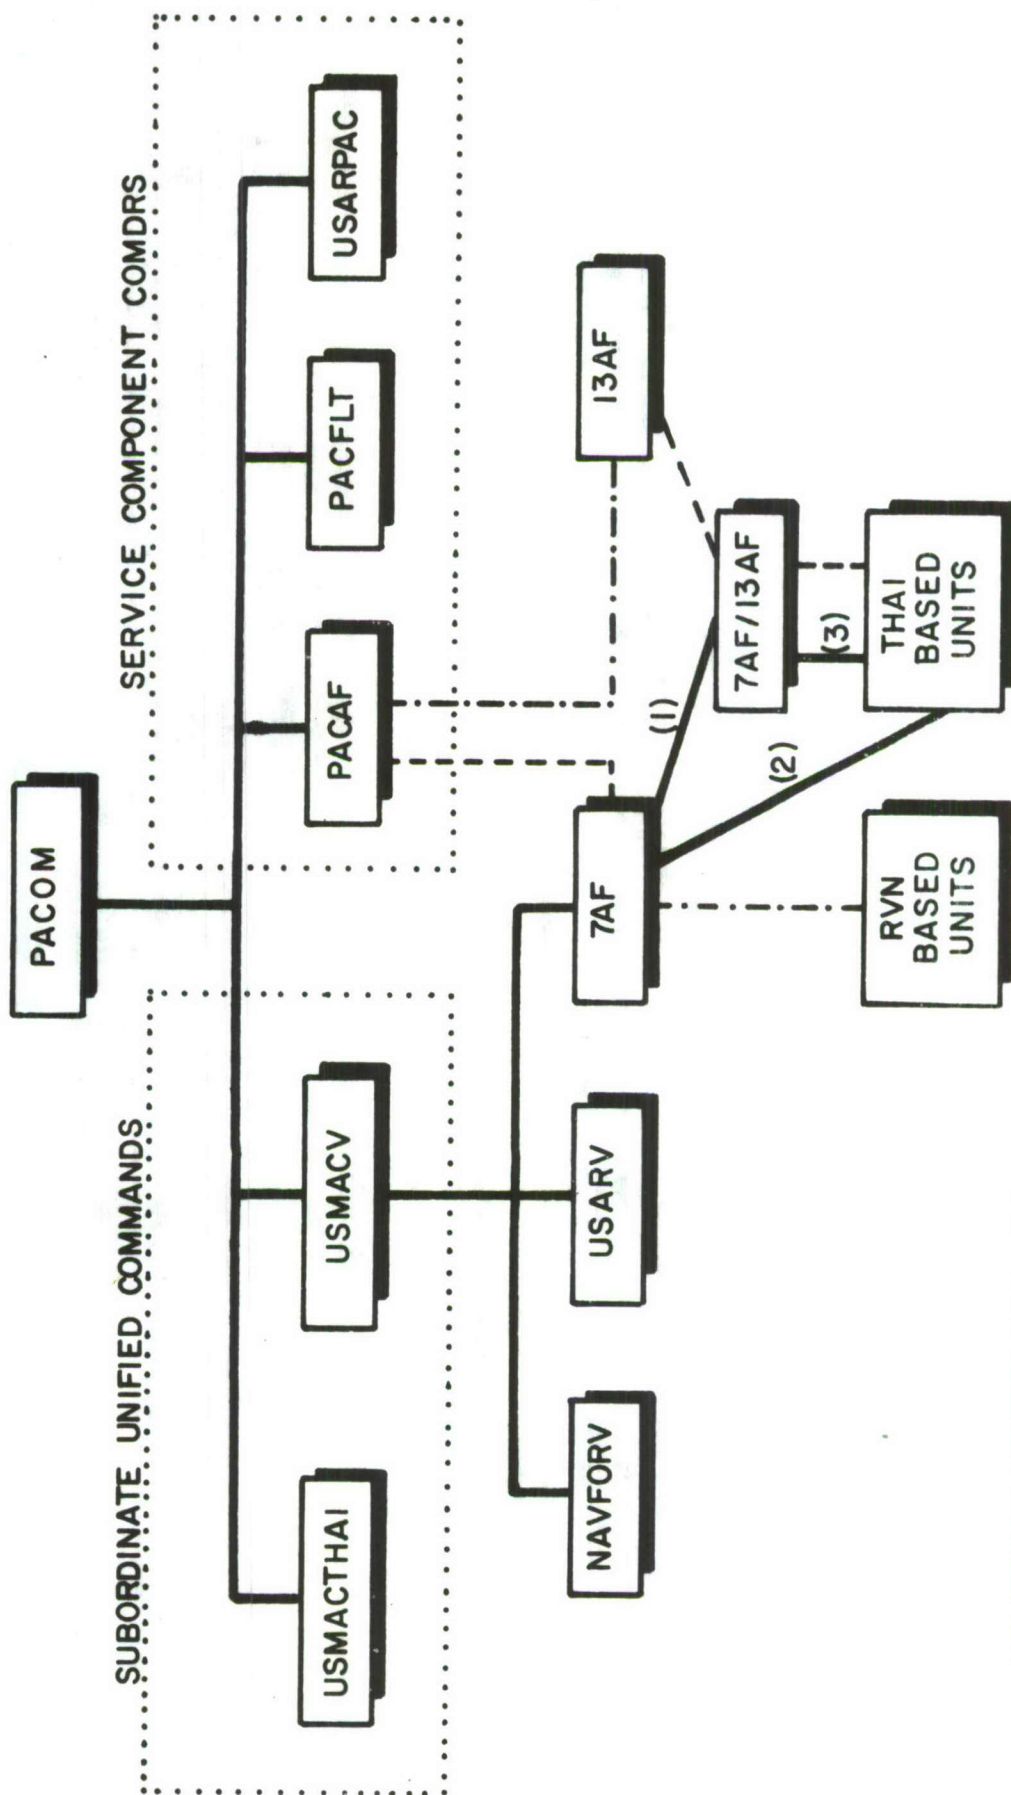 PACOM
SUBORDINATE UNIFIED COMMANDS
SERVICE COMPONENT COMDRS
USMACTHAI
USMACV
PACAF
PACFLT
USARPAC
NAVFORV
USARV
7AF
13AF
(1)
7AF/13AF
(2)
(3)
RVN
BASED
UNITS
THAI
BASED
UNITS